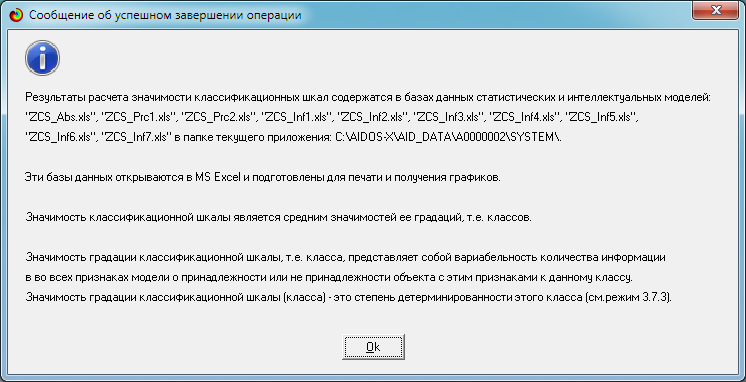 Сообщение об успешном завершении операции
Результаты расчета значимости классификационных шкал содержатся в базах данных статистических и интеллектуальных моделей:
"ZCS_Abs.xls", "ZCS_Prc1.xls", "ZCS_Prc2.xls", "ZCS_Inf1.xls", "ZCS_Inf2.xls", "ZCS_Inf3.xls", "ZCS_Inf4.xls", "ZCS_Inf5.xls",
"ZCS_Inf6.xls", "ZCS_Inf7.xls" в папке текущего приложения: C:\AIDOS-X\AID_DATA\A0000002\SYSTEM\.
Эти базы данных открываются в MS Excel и подготовлены для печати и получения графиков.
Значимость классификационной шкалы является средним значимостей ее градаций, т.е. классов.
Значимость градации классификационной шкалы, т.е. класса, представляет собой вариабельность количества информации
в во всех признаках модели о принадлежности или не принадлежности объекта с этим признаками к данному классу.
Значимость градации классификационной шкалы (класса) - это степень детерминированности этого класса (см.режим 3.7.3).
Ok